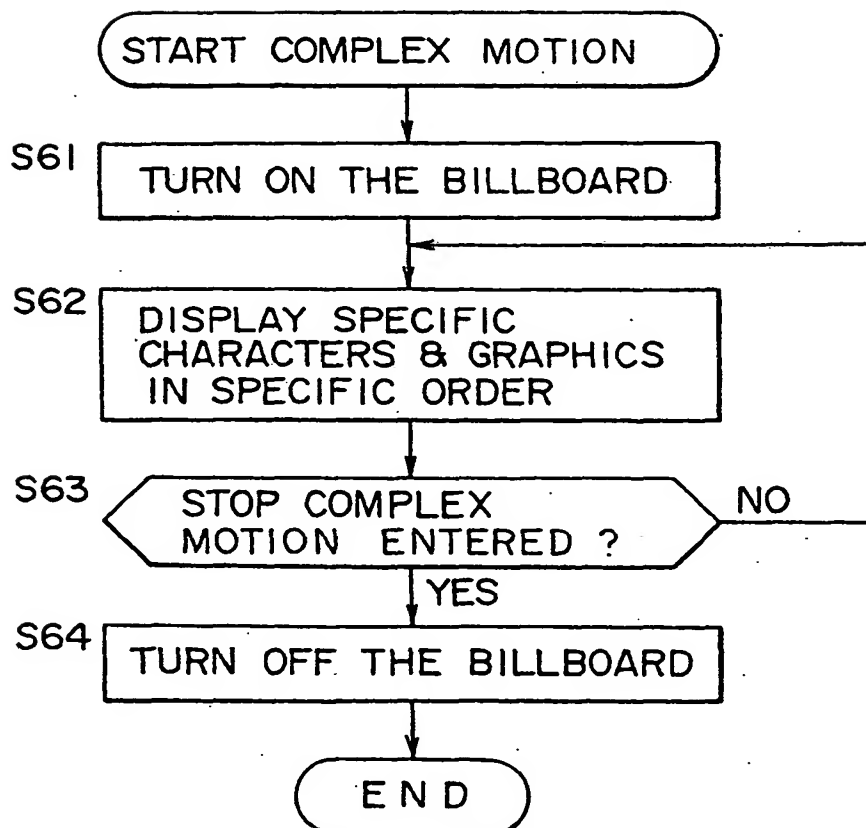 START COMPLEX MOTION
S61
TURN ON THE BILLBOARD
S62
DISPLAY SPECIFIC
CHARACTERS & GRAPHICS
IN SPECIFIC ORDER
S63
STOP COMPLEX
MOTION ENTERED ?
NO
YES
S64
TURN OFF THE BILLBOARD
END